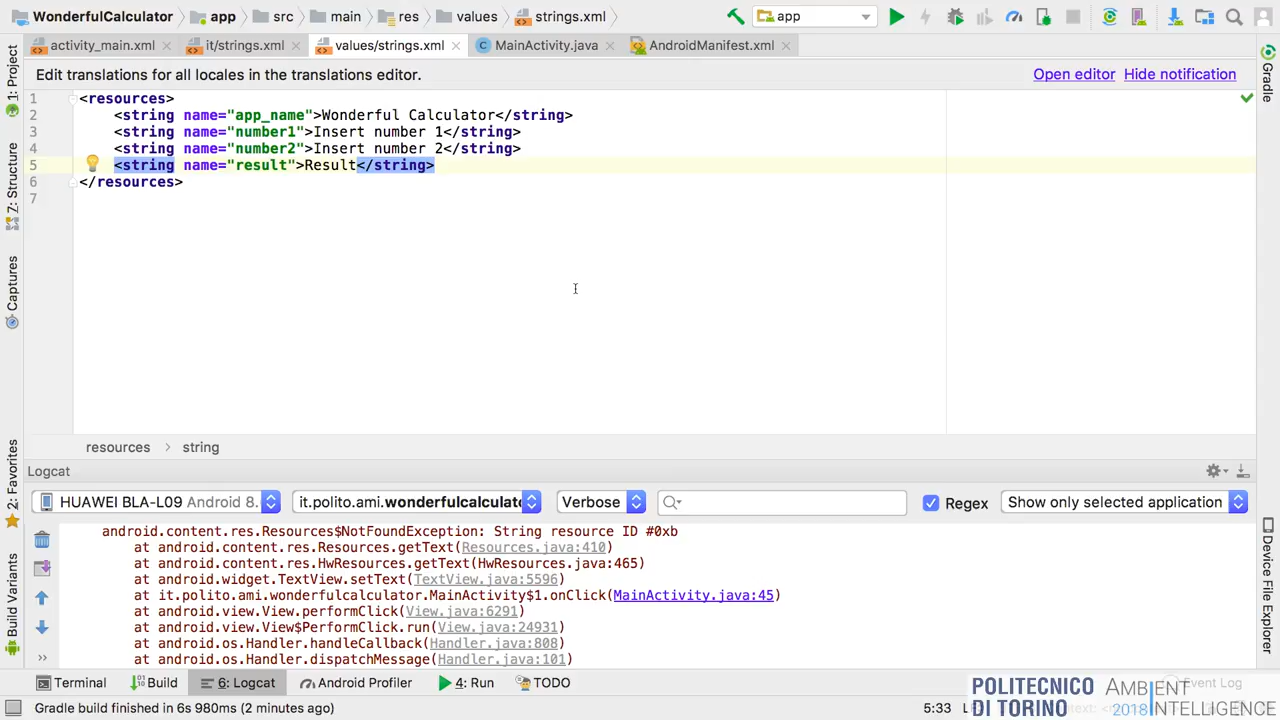 WonderfulCalculator app src main res values strings.xml app
activity_main.xml it/strings.xml values/strings.xml MainActivity.java AndroidManifest.xml
Edit translations for all locales in the translations editor. Open editor Hide notification
1 <resources>
2 <string name="app_name">Wonderful Calculator</string>
3 <string name="number1">Insert number 1</string>
4 <string name="number2">Insert number 2</string>
5 <string name="result">Result</string>
6 </resources>
7
1: Project
Z: Structure
Captures
2: Favorites
Build Variants
Gradle
Device File Explorer
resources > string
Logcat
HUAWEI BLA-L09 Android 8. it.polito.ami.wonderfulcalculato Verbose Regex Show only selected application
android.content.res.Resources$NotFoundException: String resource ID #0xb
at android.content.res.Resources.getText(Resources.java:410)
at android.content.res.HwResources.getText(HwResources.java:465)
at android.widget.TextView.setText(TextView.java:5596)
at it.polito.ami.wonderfulcalculator.MainActivity$1.onClick(MainActivity.java:45)
at android.view.View.performClick(View.java:6291)
at android.view.View$PerformClick.run(View.java:24931)
at android.os.Handler.handleCallback(Handler.java:808)
at android.os.Handler.dispatchMessage(Handler.java:101)
Terminal Build 6: Logcat Android Profiler 4: Run TODO Event Log
Gradle build finished in 6s 980ms (2 minutes ago) 5:33
POLITECNICO
DI TORINO
AMBIENT
2018 INTELLIGENCE